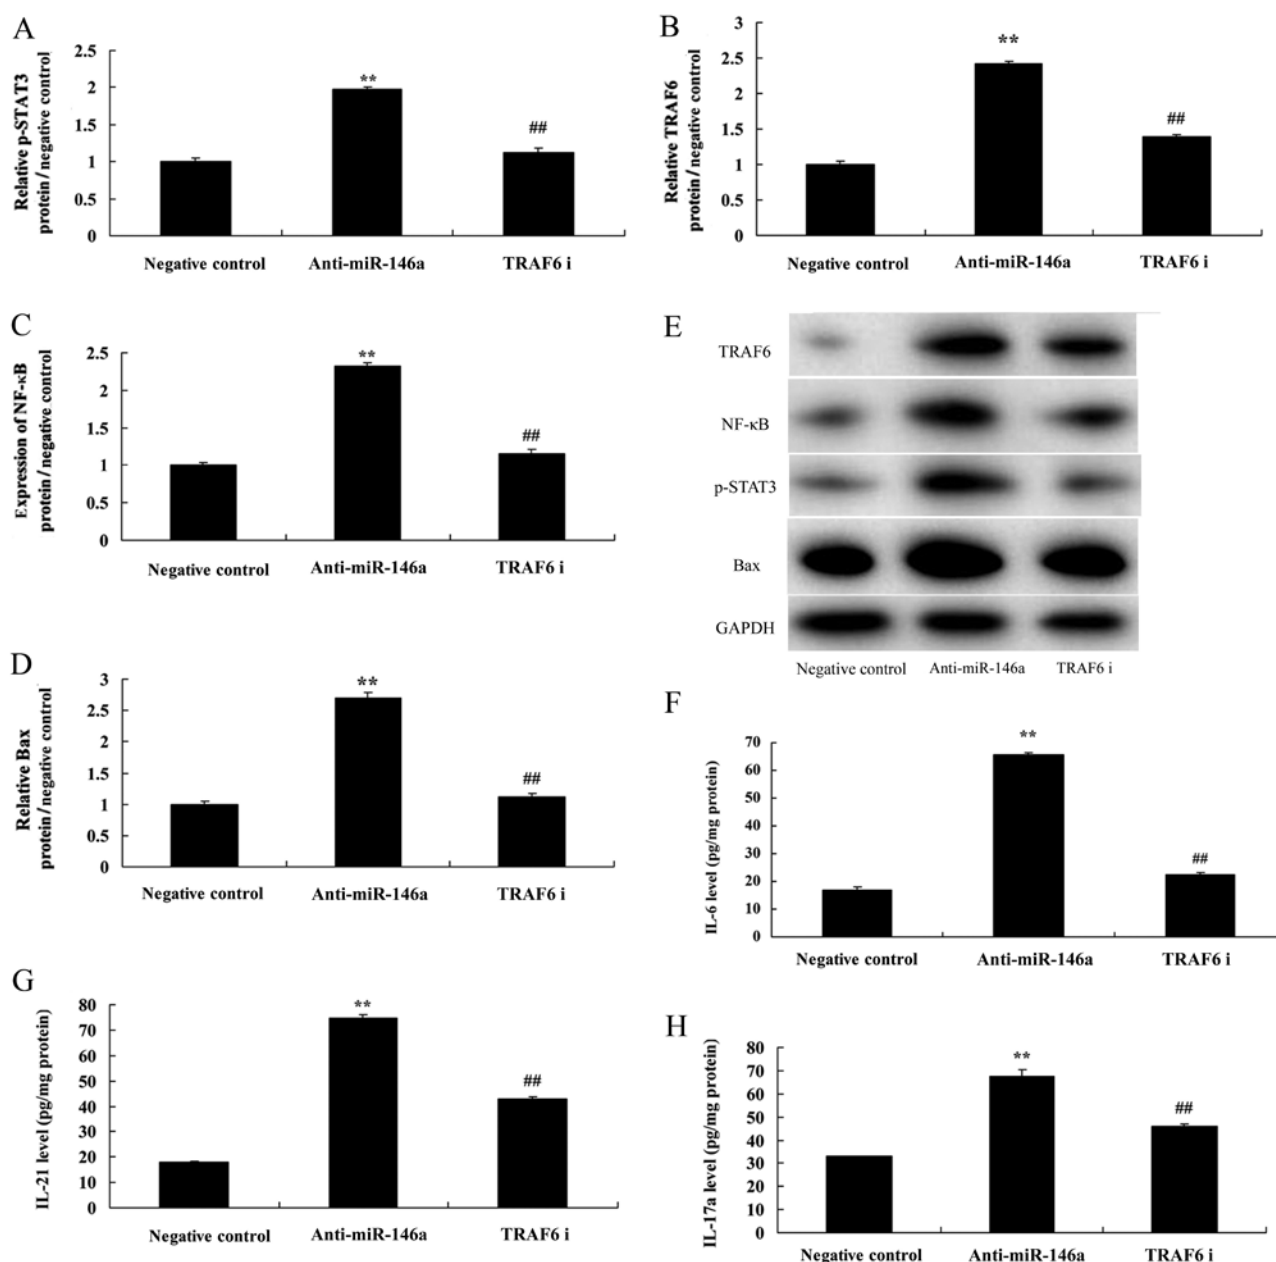 A
Relative p-STAT3
protein/negative control
2.5
2
1.5
1
0.5
0
**
##
Negative control Anti-miR-146a TRAF6 i
B
Relative TRAF6
protein/negative control
3
2.5
2
1.5
1
0.5
0
**
##
Negative control Anti-miR-146a TRAF6 i
C
Expression of NF-κB
protein/negative control
2.5
2
1.5
1
0.5
0
**
##
Negative control Anti-miR-146a TRAF6 i
E
TRAF6
NF-κB
p-STAT3
Bax
GAPDH
Negative control Anti-miR-146a TRAF6 i
D
Relative Bax
protein/negative control
3
2.5
2
1.5
1
0.5
0
**
##
Negative control Anti-miR-146a TRAF6 i
F
IL-6 level (pg/mg protein)
70
60
50
40
30
20
10
0
**
##
Negative control Anti-miR-146a TRAF6 i
G
IL-21 level (pg/mg protein)
80
70
60
50
40
30
20
10
0
**
##
Negative control Anti-miR-146a TRAF6 i
H
IL-17a level (pg/mg protein)
80
70
60
50
40
30
20
10
0
**
##
Negative control Anti-miR-146a TRAF6 i